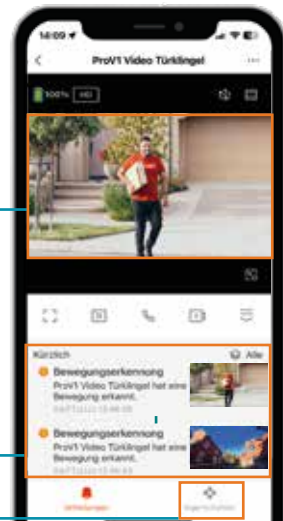 14:09
ProV1 Video Türklingel
100% HD
Kürzlich Alle
Bewegungserkennung
ProV1 Video Türklingel hat eine
Bewegung erkannt.
Bewegungserkennung
ProV1 Video Türklingel hat eine
Bewegung erkannt.